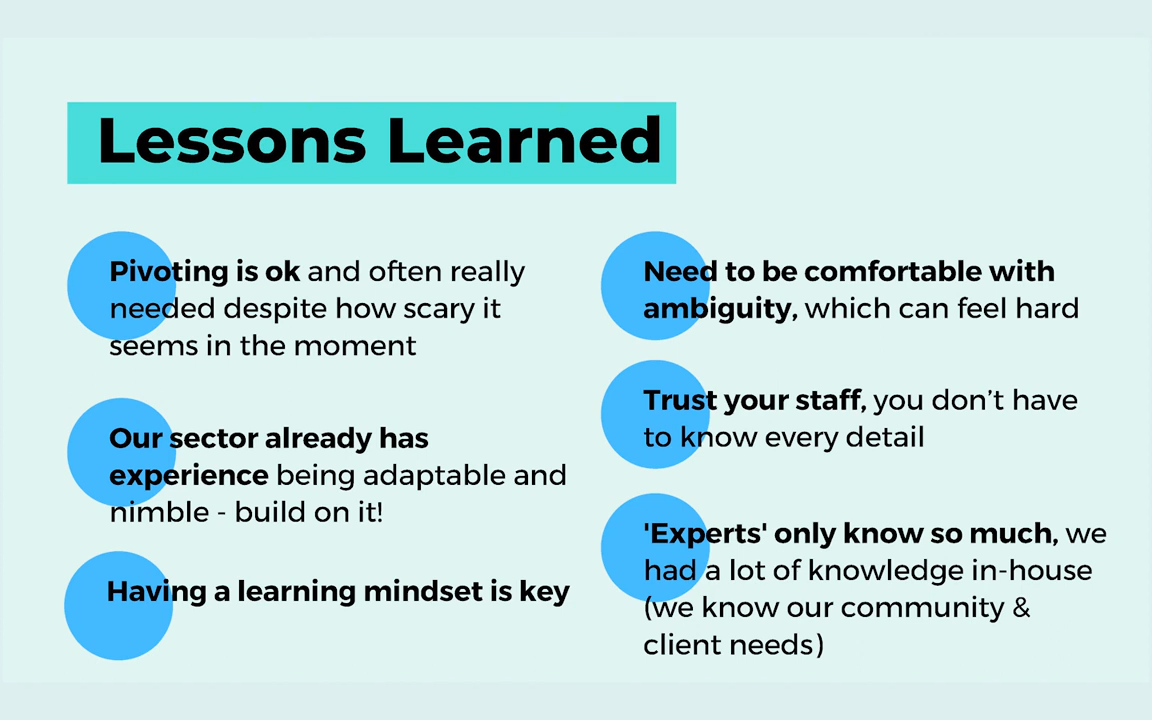 Lessons Learned
Pivoting is ok and often really
needed despite how scary it
seems in the moment
Our sector already has
experience being adaptable and
nimble - build on it!
Having a learning mindset is key
Need to be comfortable with
ambiguity, which can feel hard
Trust your staff, you don’t have
to know every detail
'Experts' only know so much, we
had a lot of knowledge in-house
(we know our community &
client needs)